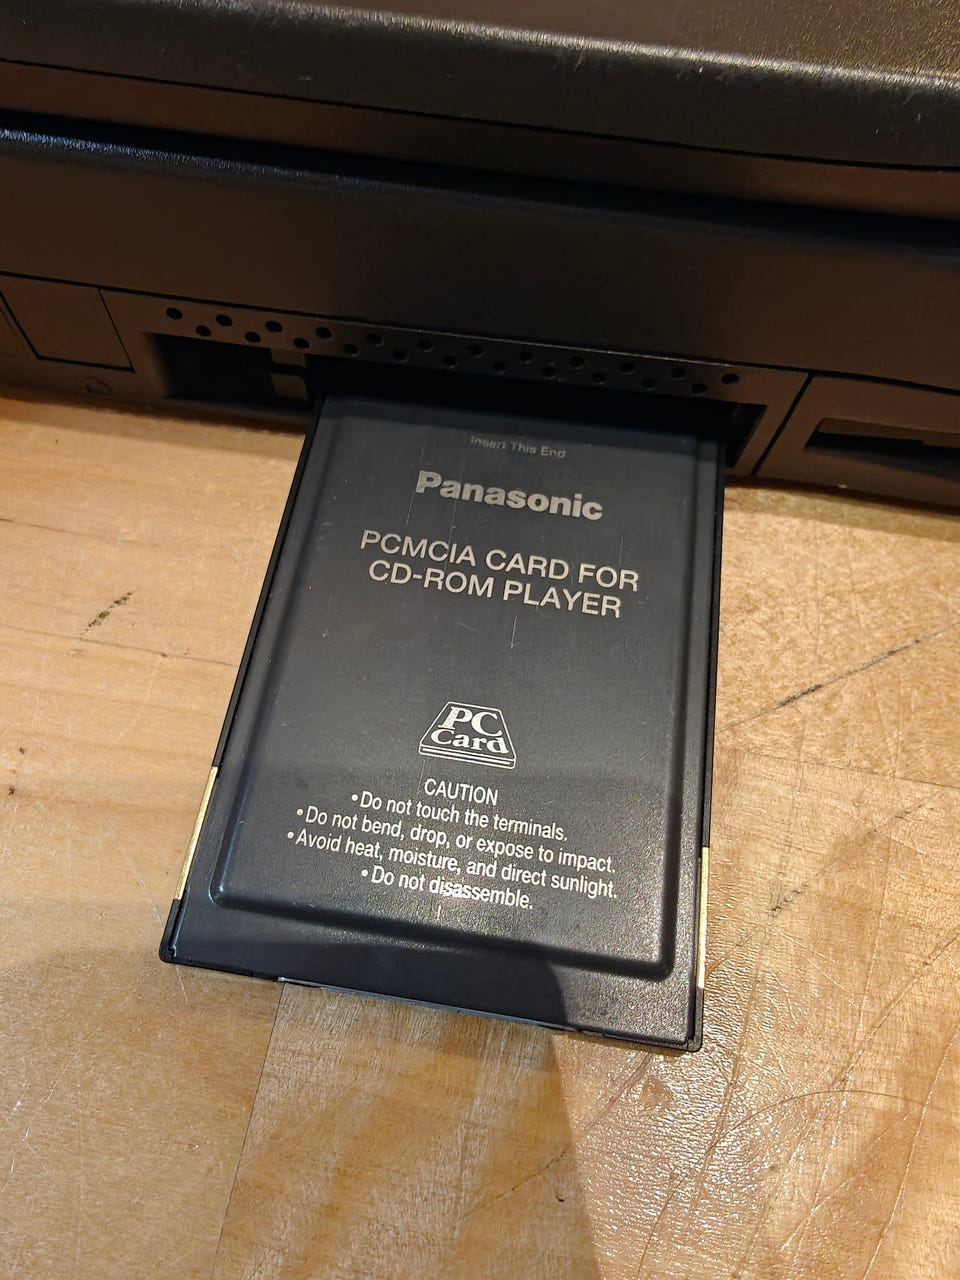 Insert This End
Panasonic
PCMCIA CARD FOR
CD-ROM PLAYER
PC
Card
CAUTION
•Do not touch the terminals.
•Do not bend, drop, or expose to impact.
•Avoid heat, moisture, and direct sunlight.
•Do not disassemble.